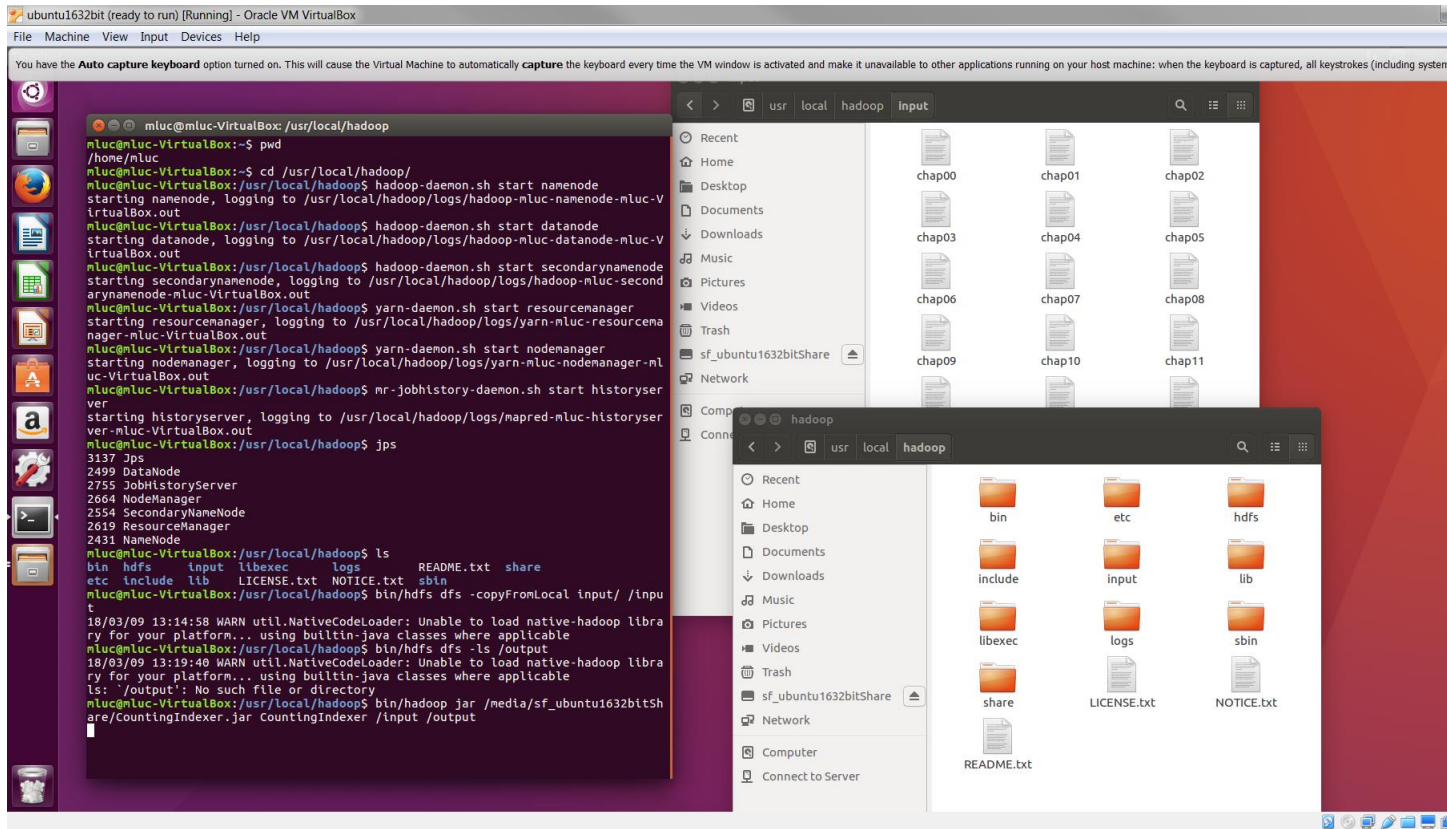 ubuntu1632bit (ready to run) [Running] - Oracle VM VirtualBox
File Machine View Input Devices Help
You have the Auto capture keyboard option turned on. This will cause the Virtual Machine to automatically capture the keyboard every time the VM window is activated and make it unavailable to other applications running on your host machine: when the keyboard is captured, all keystrokes (including system
mluc@mluc-VirtualBox: /usr/local/hadoop
mluc@mluc-VirtualBox:~$ pwd
/home/mluc
mluc@mluc-VirtualBox:~$ cd /usr/local/hadoop/
mluc@mluc-VirtualBox:/usr/local/hadoop$ hadoop-daemon.sh start namenode
starting namenode, logging to /usr/local/hadoop/logs/hadoop-mluc-namenode-mluc-V
irtualBox.out
mluc@mluc-VirtualBox:/usr/local/hadoop$ hadoop-daemon.sh start datanode
starting datanode, logging to /usr/local/hadoop/logs/hadoop-mluc-datanode-mluc-V
irtualBox.out
mluc@mluc-VirtualBox:/usr/local/hadoop$ hadoop-daemon.sh start secondarynamenode
starting secondarynamenode, logging to /usr/local/hadoop/logs/hadoop-mluc-second
arynamenode-mluc-VirtualBox.out
mluc@mluc-VirtualBox:/usr/local/hadoop$ yarn-daemon.sh start resourcemanager
starting resourcemanager, logging to /usr/local/hadoop/logs/yarn-mluc-resourcema
nager-mluc-VirtualBox.out
mluc@mluc-VirtualBox:/usr/local/hadoop$ yarn-daemon.sh start nodemanager
starting nodemanager, logging to /usr/local/hadoop/logs/yarn-mluc-nodemanager-ml
uc-VirtualBox.out
mluc@mluc-VirtualBox:/usr/local/hadoop$ mr-jobhistory-daemon.sh start historyser
ver
starting historyserver, logging to /usr/local/hadoop/logs/mapred-mluc-historyser
ver-mluc-VirtualBox.out
mluc@mluc-VirtualBox:/usr/local/hadoop$ jps
3137 Jps
2499 DataNode
2755 JobHistoryServer
2664 NodeManager
2554 SecondaryNameNode
2619 ResourceManager
2431 NameNode
mluc@mluc-VirtualBox:/usr/local/hadoop$ ls
bin hdfs input libexec logs README.txt share
etc include lib LICENSE.txt NOTICE.txt sbin
mluc@mluc-VirtualBox:/usr/local/hadoop$ bin/hdfs dfs -copyFromLocal input/ /inpu
t
18/03/09 13:14:58 WARN util.NativeCodeLoader: Unable to load native-hadoop libra
ry for your platform... using builtin-java classes where applicable
mluc@mluc-VirtualBox:/usr/local/hadoop$ bin/hdfs dfs -ls /output
18/03/09 13:19:40 WARN util.NativeCodeLoader: Unable to load native-hadoop libra
ry for your platform... using builtin-java classes where applicable
ls: `/output': No such file or directory
mluc@mluc-VirtualBox:/usr/local/hadoop$ bin/hadoop jar /media/sf_ubuntu1632bitSh
are/CountingIndexer.jar CountingIndexer /input /output
usr local hadoop input
Recent
Home
Desktop
Documents
Downloads
Music
Pictures
Videos
Trash
sf_ubuntu1632bitShare
Network
Comp
Conne
chap00 chap01 chap02
chap03 chap04 chap05
chap06 chap07 chap08
chap09 chap10 chap11
hadoop
usr local hadoop
Recent
Home
Desktop
Documents
Downloads
Music
Pictures
Videos
Trash
sf_ubuntu1632bitShare
Network
Computer
Connect to Server
bin etc hdfs
include input lib
libexec logs sbin
share LICENSE.txt NOTICE.txt
README.txt